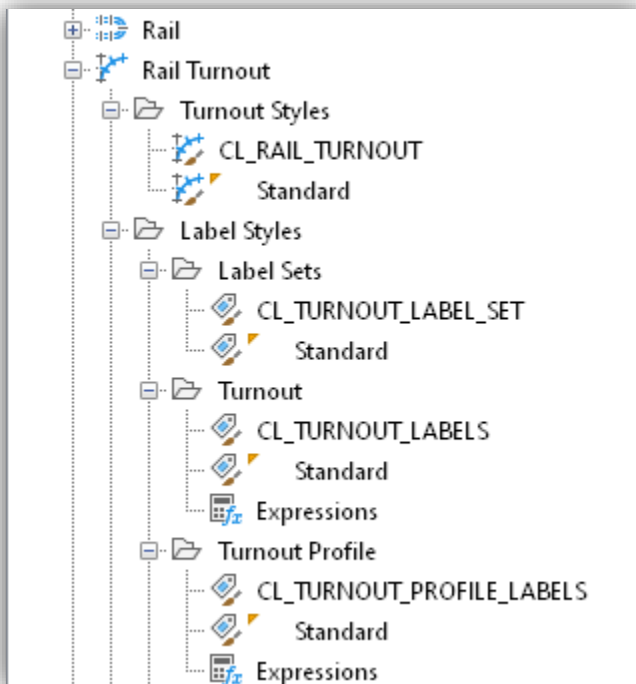 Rail
Rail Turnout
Turnout Styles
CL_RAIL_TURNOUT
Standard
Label Styles
Label Sets
CL_TURNOUT_LABEL_SET
Standard
Turnout
CL_TURNOUT_LABELS
Standard
Expressions
Turnout Profile
CL_TURNOUT_PROFILE_LABELS
Standard
Expressions